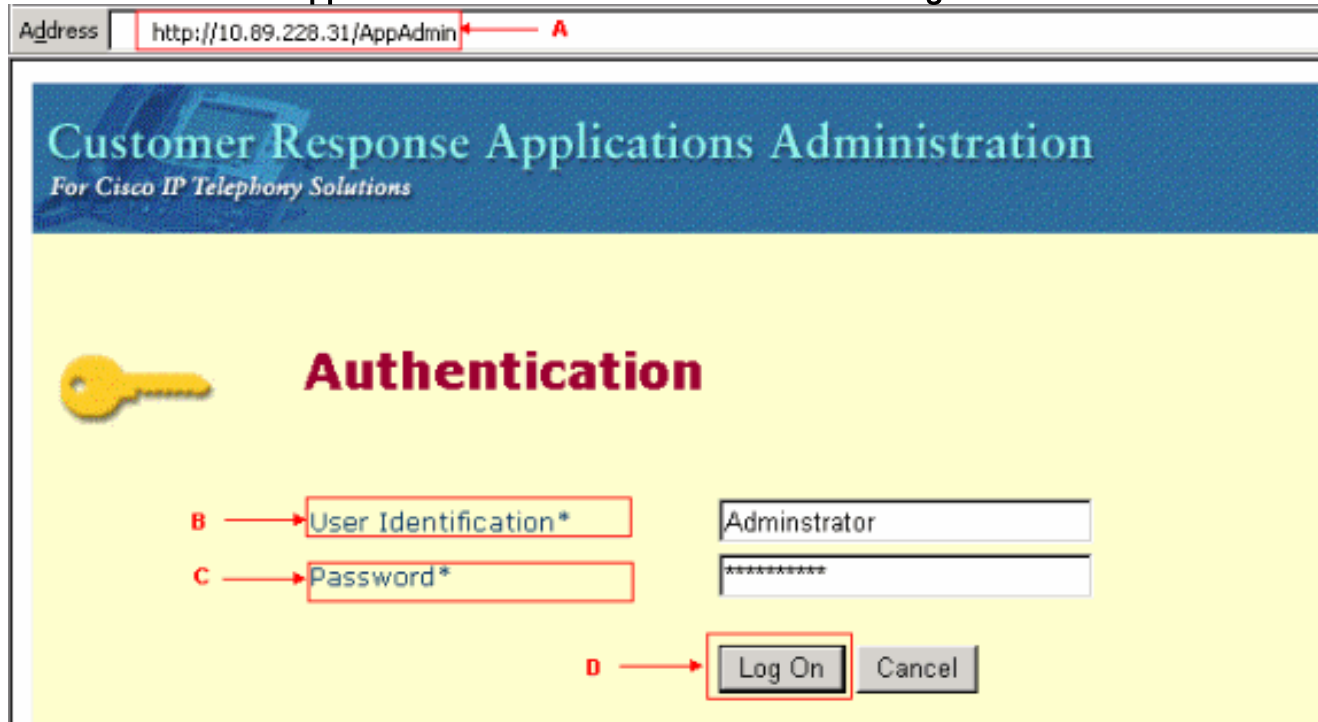 Address http://10.89.228.31/AppAdmin A
Customer Response Applications Administration
For Cisco IP Telephony Solutions
Authentication
B User Identification* Adminstrator
C Password* **********
D Log On Cancel